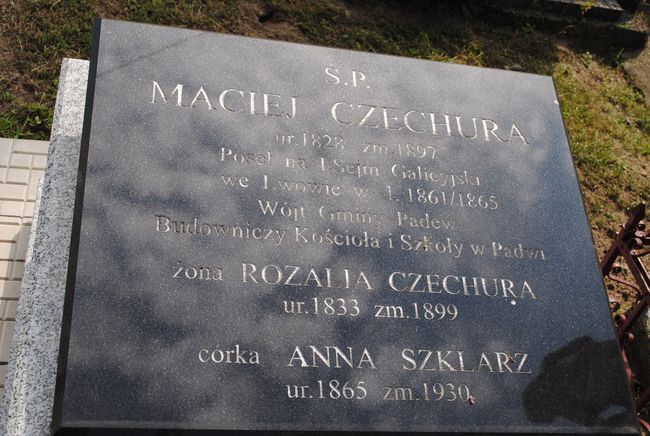 Ś.P.
MACIEJ CZECHURA
ur.1828 zm.1897
Poseł na I Sejm Galicyjski
we Lwowie w l. 1861/1865
Wójt Gminy Padew
Budowniczy Kościoła i Szkoły w Padwi
żona ROZALIA CZECHURA
ur.1833 zm.1899
córka ANNA SZKLARZ
ur.1865 zm.1930